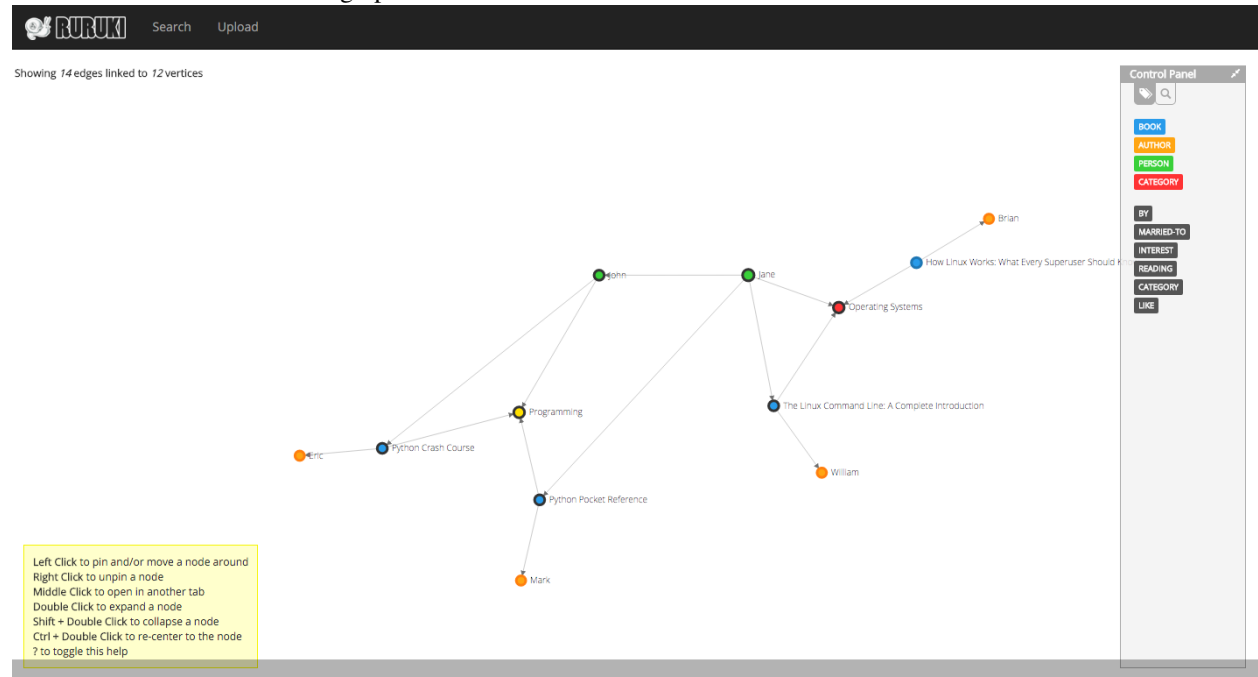 RURUKI Search Upload
Showing 14 edges linked to 12 vertices
Control Panel
BOOK
AUTHOR
PERSON
CATEGORY
BY
MARRIED-TO
INTEREST
READING
CATEGORY
LIKE
Brian
How Linux Works: What Every Superuser Should
John
Jane
Operating Systems
The Linux Command Line: A Complete Introduction
Programming
Python Crash Course
Eric
William
Python Pocket Reference
Mark
Left Click to pin and/or move a node around
Right Click to unpin a node
Middle Click to open in another tab
Double Click to expand a node
Shift + Double Click to collapse a node
Ctrl + Double Click to re-center to the node
? to toggle this help